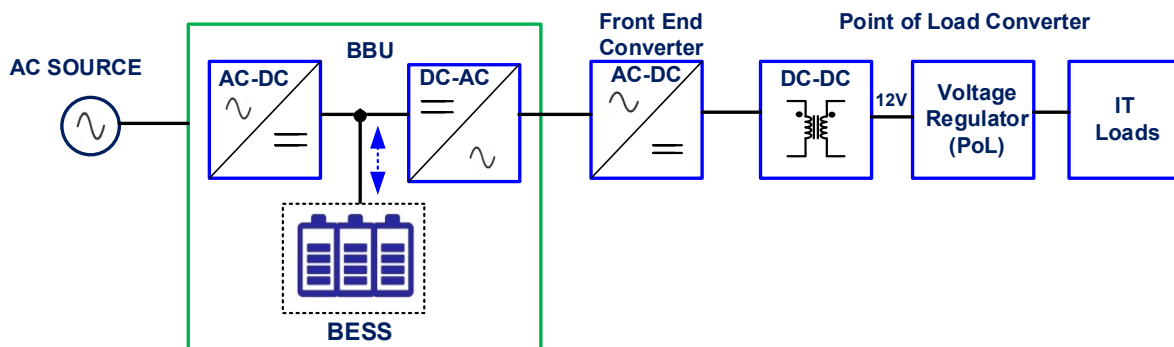 AC SOURCE
BBU
AC-DC
DC-AC
BESS
Front End
Converter
AC-DC
Point of Load Converter
DC-DC
12V
Voltage
Regulator
(PoL)
IT
Loads